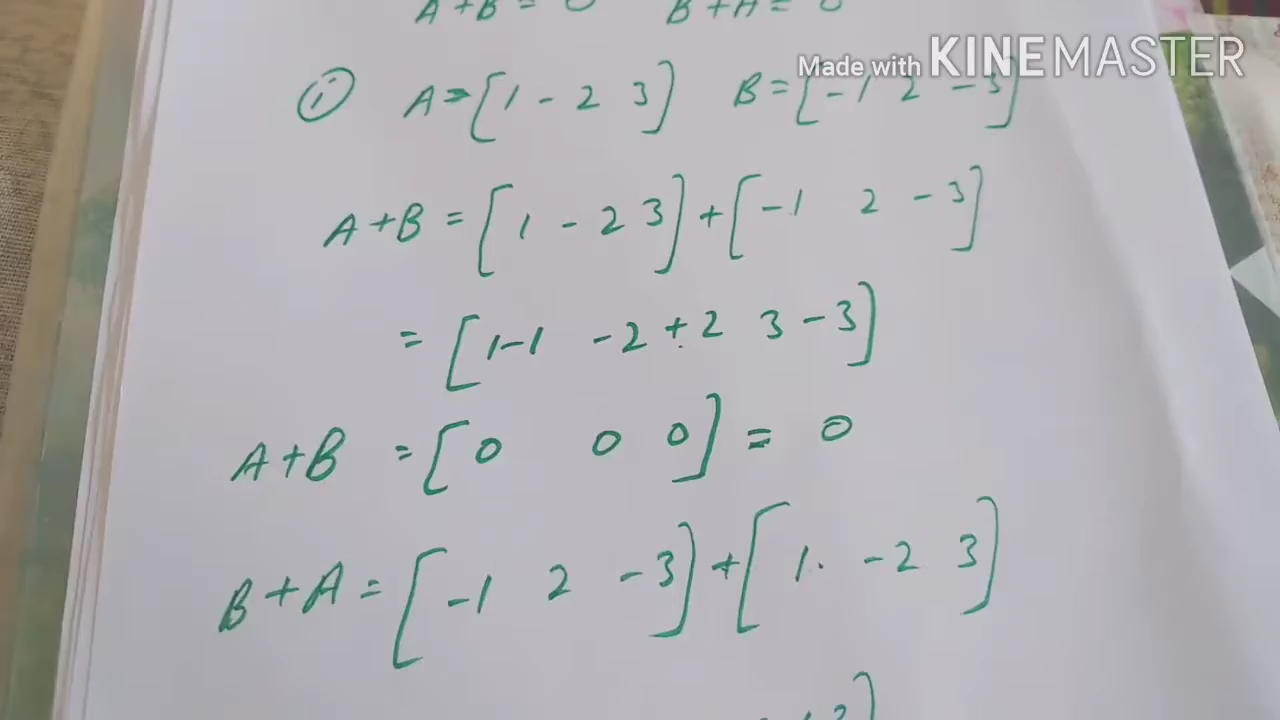 A+B = 0 B+A = 0
Made with KINEMASTER
(i) A = [1 -2 3] B = [-1 2 -3]
A+B = [1 -2 3] + [-1 2 -3]
= [1-1 -2+2 3-3]
A+B = [0 0 0] = 0
B+A = [-1 2 -3] + [1. -2 3]